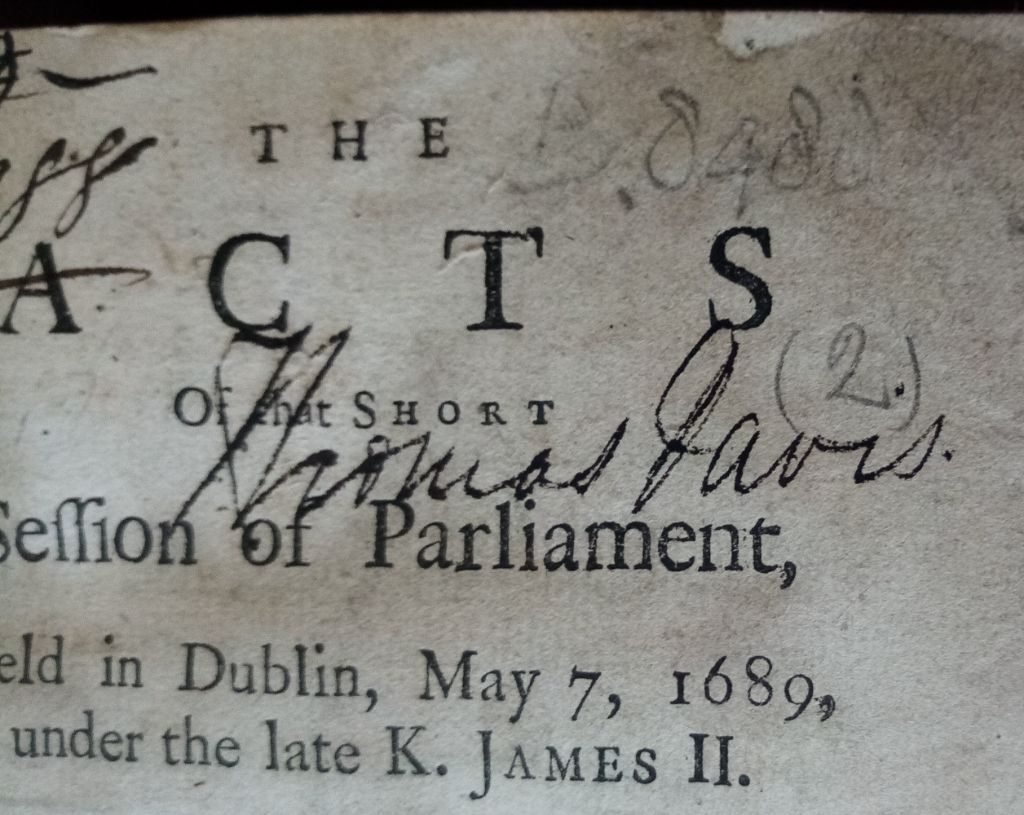 THE
ACTS
(2.)
Of that SHORT
Thomas Davis.
Seſſion of Parliament,
eld in Dublin, May 7, 1689,
under the late K. JAMES II.